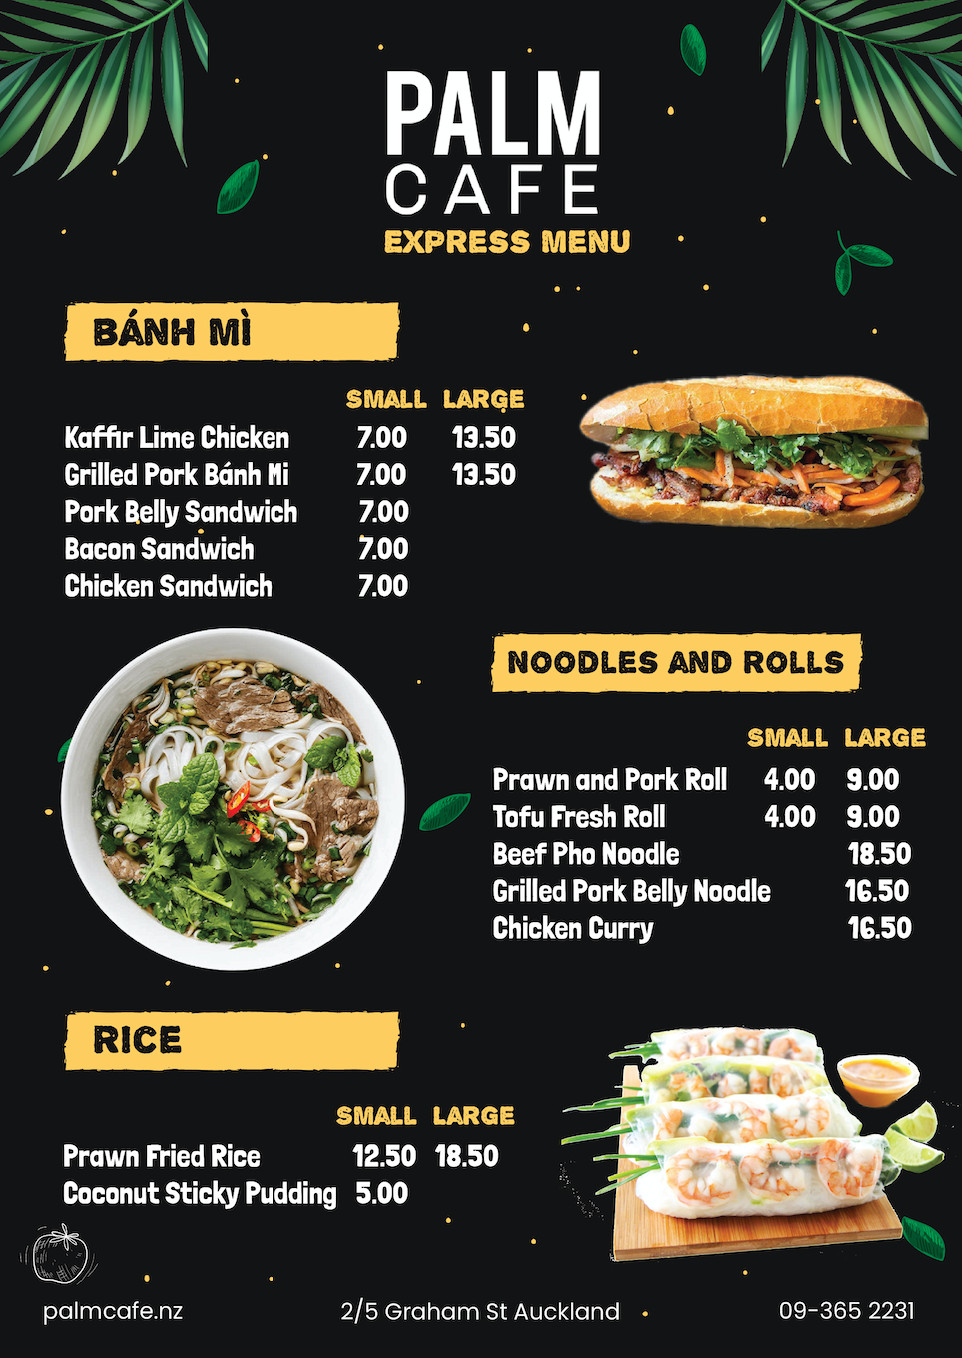 PALM
CAFE
EXPRESS MENU
BÁNH MÌ
SMALL LARGE
Kaffir Lime Chicken 7.00 13.50
Grilled Pork Bánh Mi 7.00 13.50
Pork Belly Sandwich 7.00
Bacon Sandwich 7.00
Chicken Sandwich 7.00
NOODLES AND ROLLS
SMALL LARGE
Prawn and Pork Roll 4.00 9.00
Tofu Fresh Roll 4.00 9.00
Beef Pho Noodle 18.50
Grilled Pork Belly Noodle 16.50
Chicken Curry 16.50
RICE
SMALL LARGE
Prawn Fried Rice 12.50 18.50
Coconut Sticky Pudding 5.00
palmcafe.nz 2/5 Graham St Auckland 09-365 2231